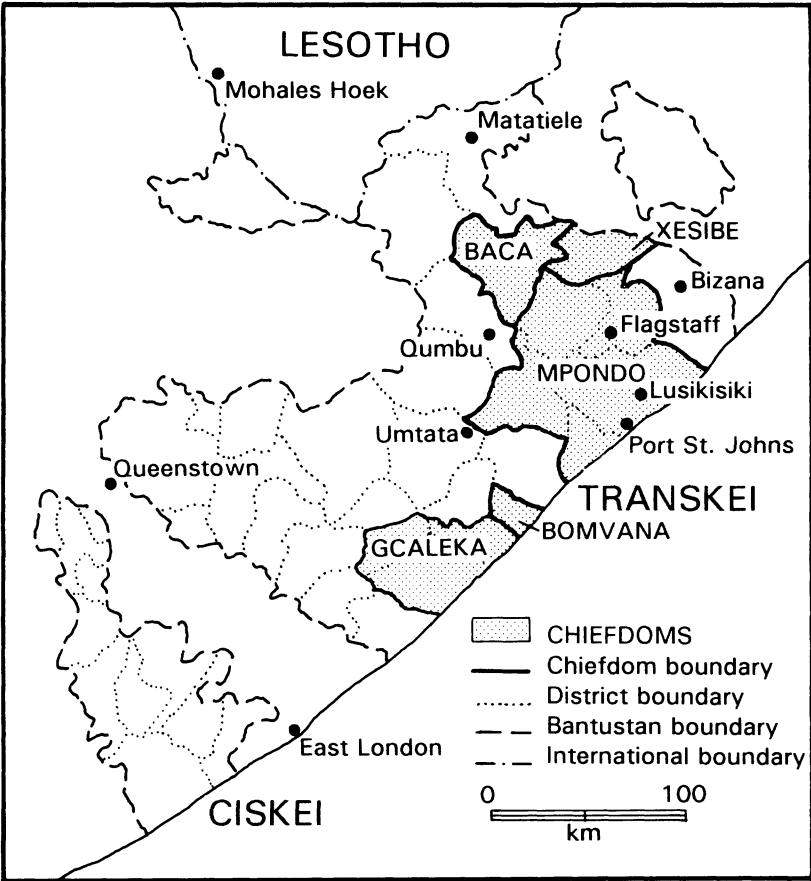 LESOTHO
Mohales Hoek
Matatiele
XESIBE
BACA
Bizana
Flagstaff
Qumbu
MPONDO
Lusikisiki
Umtata
Port St. Johns
Queenstown
TRANSKEI
BOMVANA
GCALEKA
CHIEFDOMS
Chiefdom boundary
District boundary
Bantustan boundary
International boundary
East London
0 100
km
CISKEI